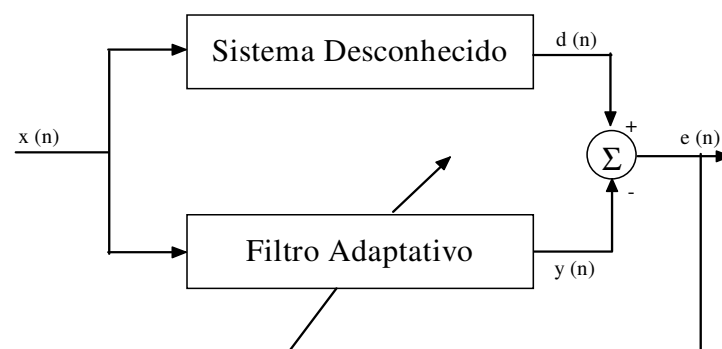 Sistema Desconhecido
d (n)
x (n)
+
e (n)
Σ
-
Filtro Adaptativo
y (n)